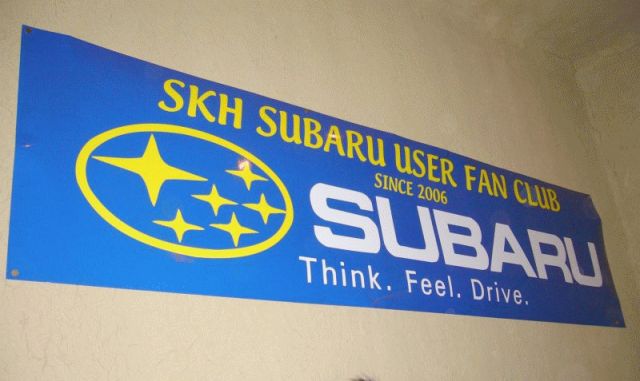 SKH SUBARU USER FAN CLUB
SINCE 2006
SUBARU
Think. Feel. Drive.